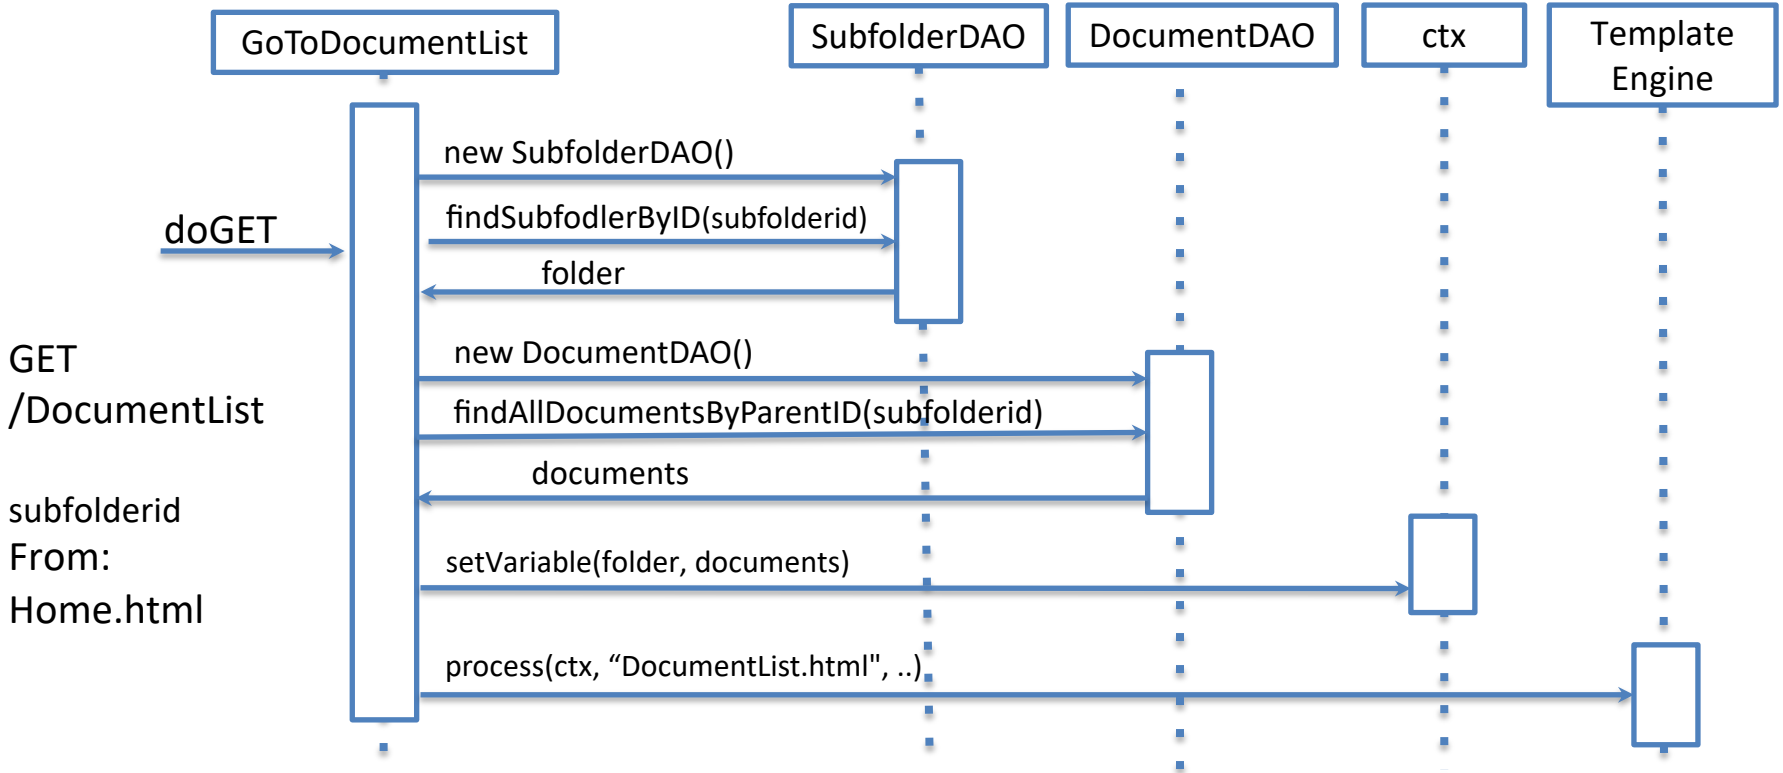 GoToDocumentList
SubfolderDAO
DocumentDAO
ctx
Template
Engine
new SubfolderDAO()
findSubfodlerByID(subfolderid)
doGET
folder
GET
/DocumentList
new DocumentDAO()
findAllDocumentsByParentID(subfolderid)
documents
subfolderid
From:
Home.html
setVariable(folder, documents)
process(ctx, “DocumentList.html", ..)